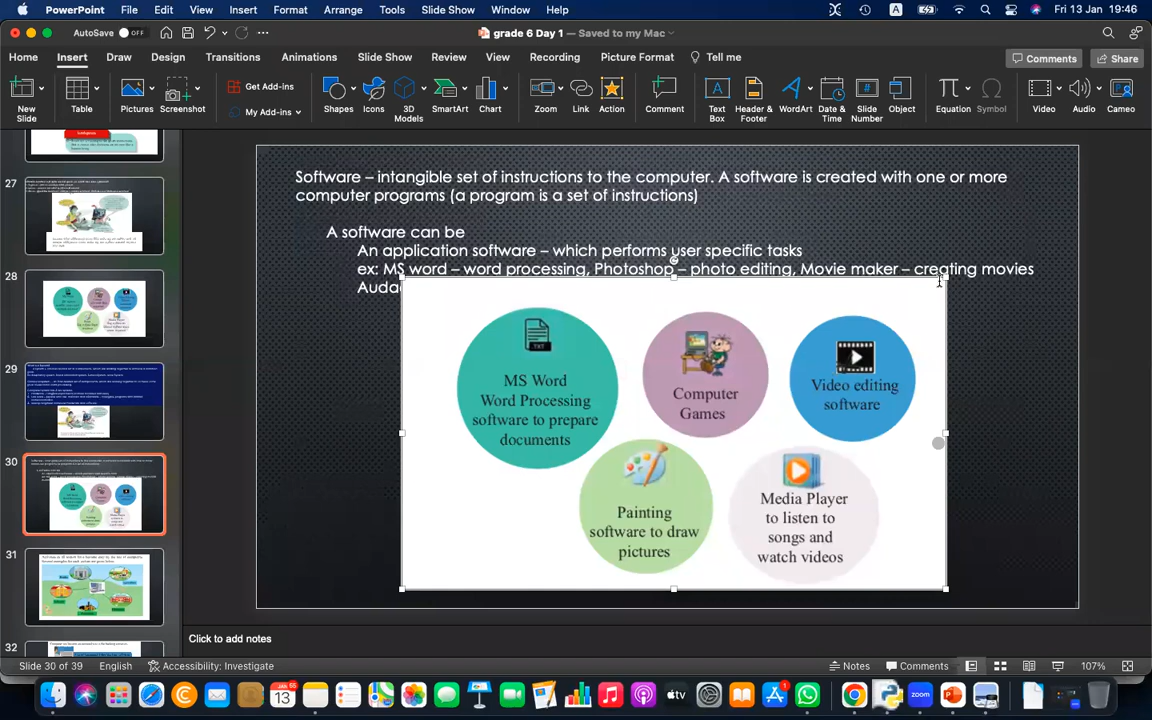 PowerPoint File Edit View Insert Format Arrange Tools Slide Show Window Help A Fri 13 Jan 19:46
AutoSave OFF grade 6 Day 1 — Saved to my Mac
Home Insert Draw Design Transitions Animations Slide Show Review View Recording Picture Format Tell me Comments Share
New Slide
Table
Pictures
Screenshot
Get Add-ins
My Add-ins
Shapes
Icons
3D Models
SmartArt
Chart
Zoom
Link
Action
Comment
Text Box
Header & Footer
WordArt
Date & Time
Slide Number
Object
Equation
Symbol
Video
Audio
Cameo
27
28
29
30
31
32
Software – intangible set of instructions to the computer. A software is created with one or more
computer programs (a program is a set of instructions)
A software can be
An application software – which performs user specific tasks
ex: MS word – word processing, Photoshop – photo editing, Movie maker – creating movies
Audac
TXT
MS Word
Word Processing
software to prepare
documents
Computer
Games
Video editing
software
Painting
software to draw
pictures
Media Player
to listen to
songs and
watch videos
Click to add notes
Slide 30 of 39 English Accessibility: Investigate Notes Comments 107%
JAN
13
tv
zoom